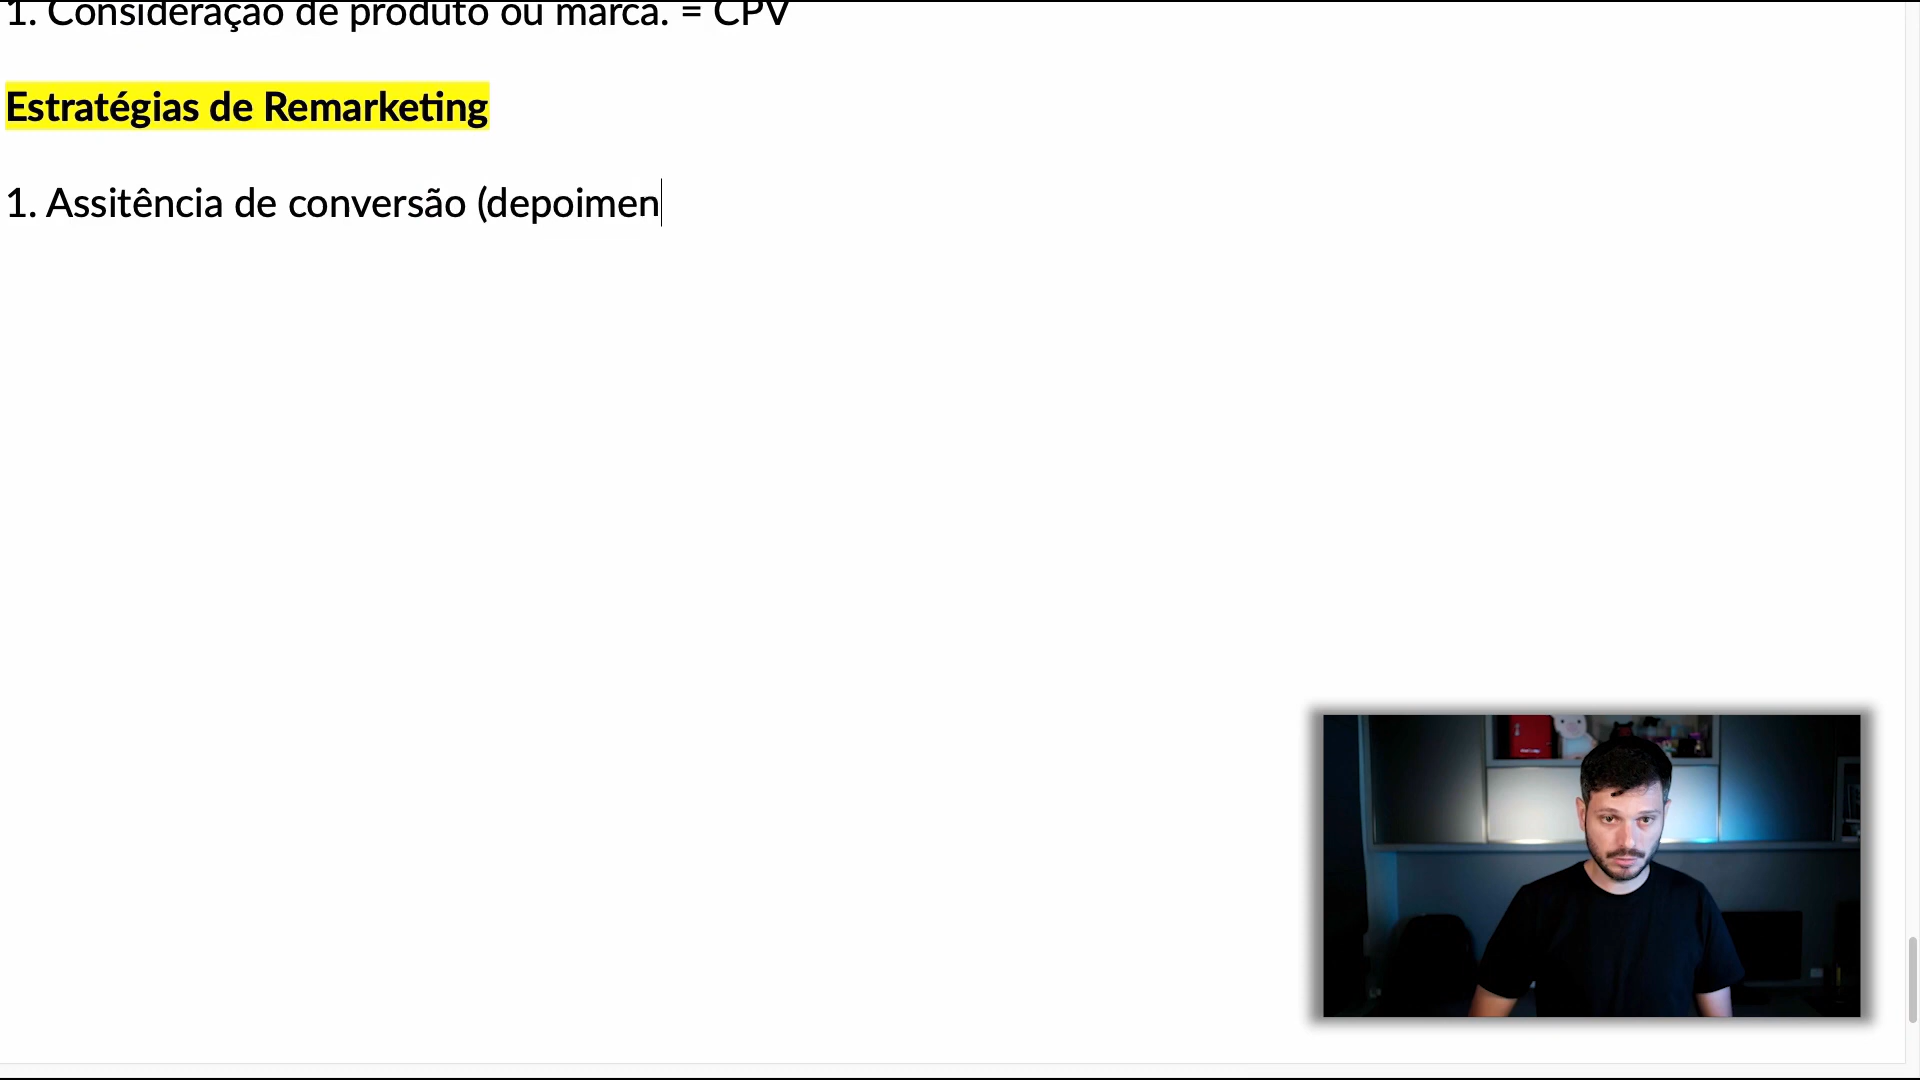 1. Consideração de produto ou marca. = CPV
Estratégias de Remarketing
1. Assitência de conversão (depoimen